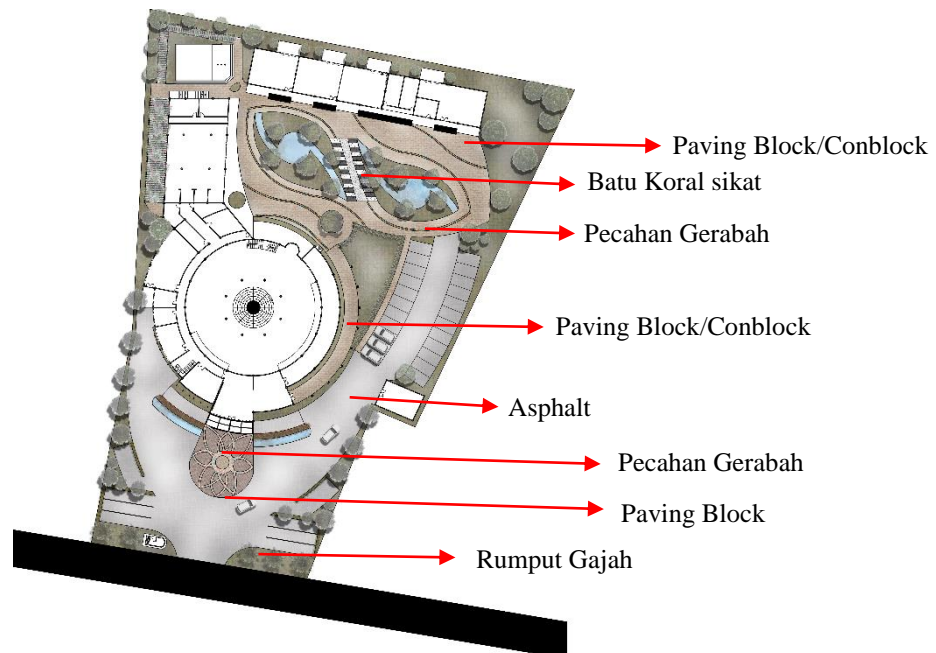 Paving Block/Conblock
Batu Koral sikat
Pecahan Gerabah
Paving Block/Conblock
Asphalt
Pecahan Gerabah
Paving Block
Rumput Gajah